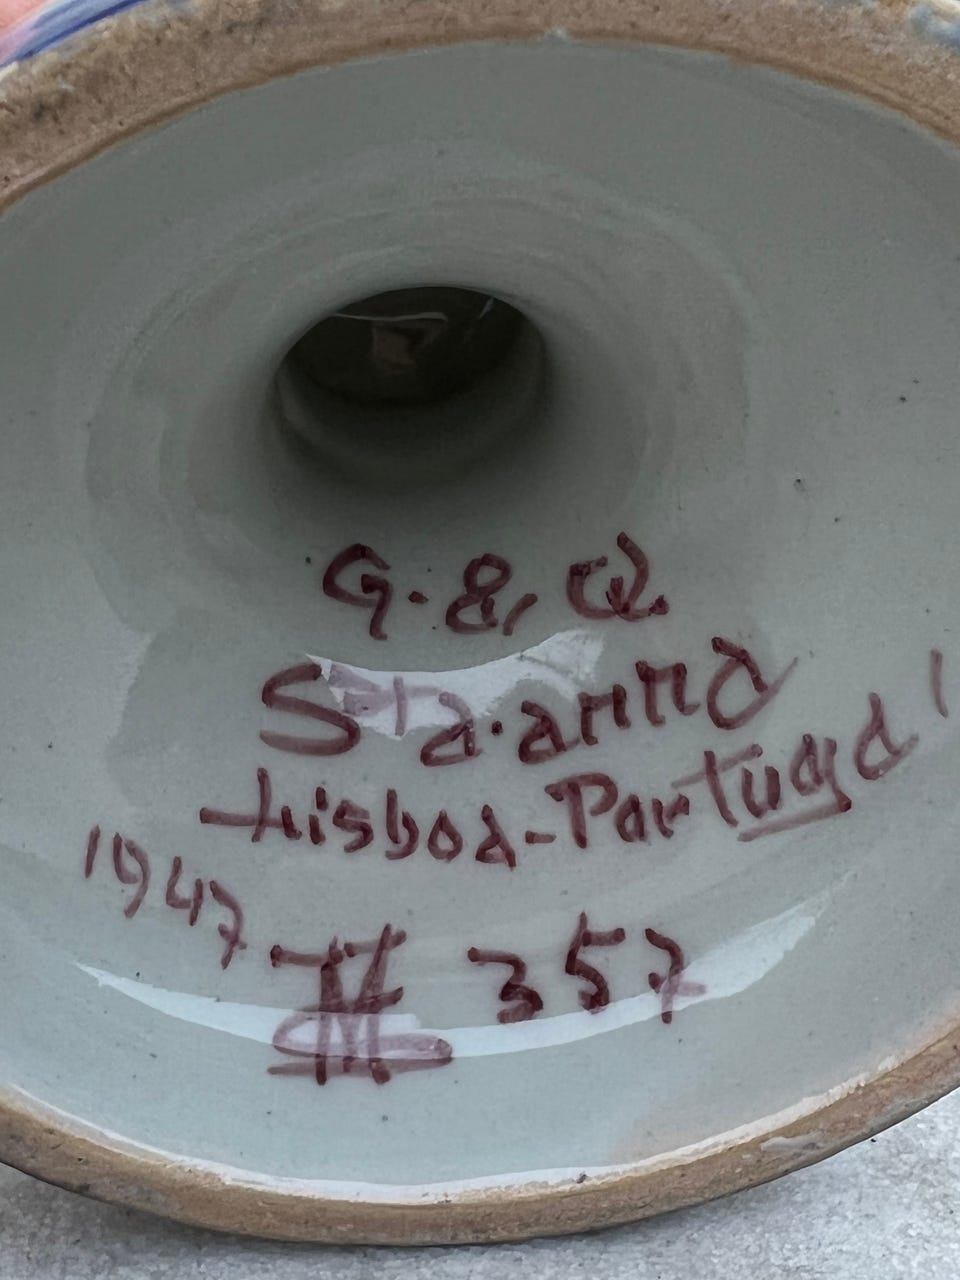 G. & Q.
Sta. anna
Lisboa-Portugal
1947
357